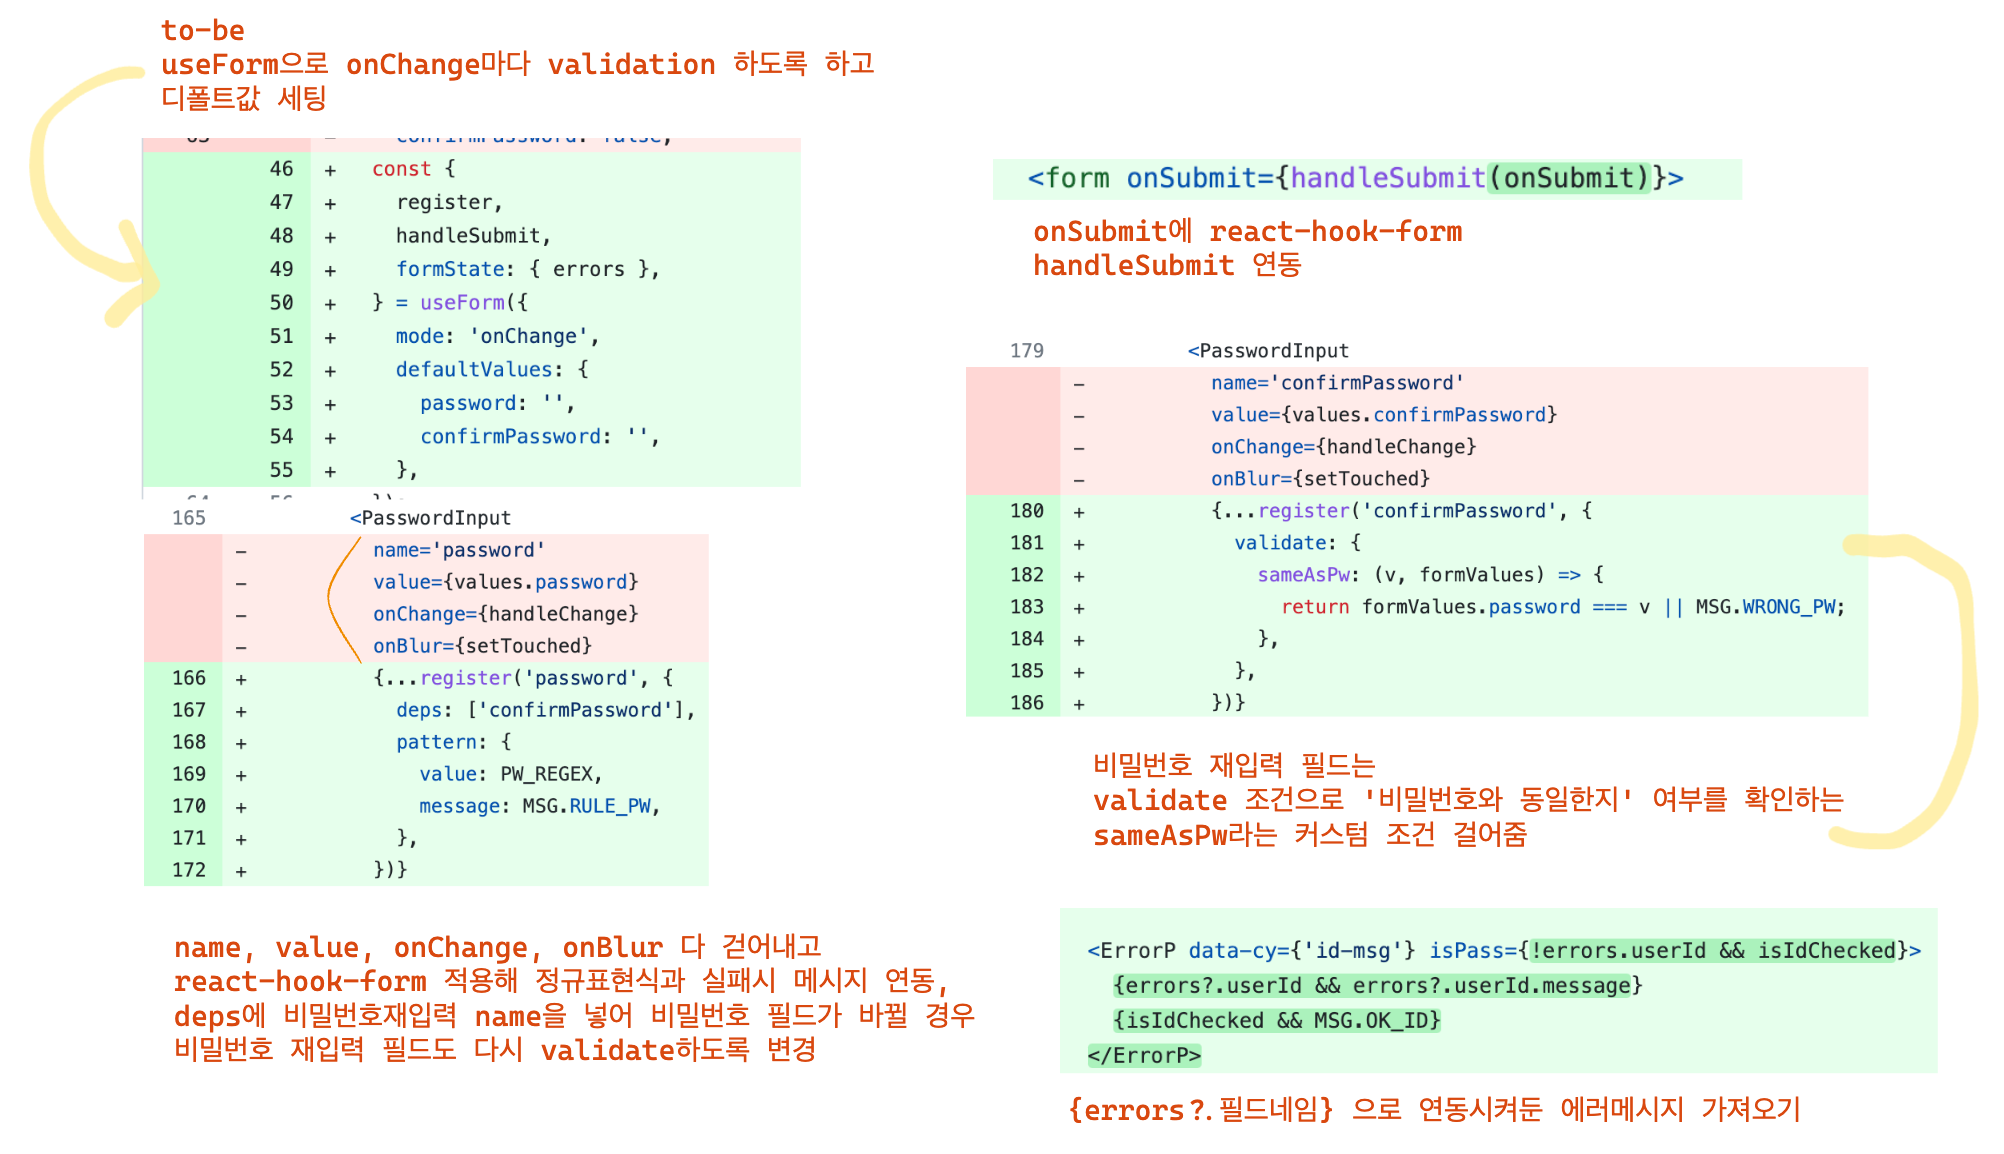 to-be
useForm으로 onChange마다 validation 하도록 하고
디폴트값 세팅
63 - confirmPassword: false,
46 + const {
47 + register,
48 + handleSubmit,
49 + formState: { errors },
50 + } = useForm({
51 + mode: 'onChange',
52 + defaultValues: {
53 + password: '',
54 + confirmPassword: '',
55 + },
64 56 });
165 <PasswordInput
- name='password'
- value={values.password}
- onChange={handleChange}
- onBlur={setTouched}
166 + {...register('password', {
167 + deps: ['confirmPassword'],
168 + pattern: {
169 + value: PW_REGEX,
170 + message: MSG.RULE_PW,
171 + },
172 + })}
name, value, onChange, onBlur 다 걷어내고
react-hook-form 적용해 정규표현식과 실패시 메시지 연동,
deps에 비밀번호재입력 name을 넣어 비밀번호 필드가 바뀔 경우
비밀번호 재입력 필드도 다시 validate하도록 변경
<form onSubmit={handleSubmit(onSubmit)}>
onSubmit에 react-hook-form
handleSubmit 연동
179 <PasswordInput
- name='confirmPassword'
- value={values.confirmPassword}
- onChange={handleChange}
- onBlur={setTouched}
180 + {...register('confirmPassword', {
181 + validate: {
182 + sameAsPw: (v, formValues) => {
183 + return formValues.password === v || MSG.WRONG_PW;
184 + },
185 + },
186 + })}
비밀번호 재입력 필드는
validate 조건으로 '비밀번호와 동일한지' 여부를 확인하는
sameAsPw라는 커스텀 조건 걸어줌
<ErrorP data-cy={'id-msg'} isPass={!errors.userId && isIdChecked}>
{errors?.userId && errors?.userId.message}
{isIdChecked && MSG.OK_ID}
</ErrorP>
{errors?.필드네임} 으로 연동시켜둔 에러메시지 가져오기